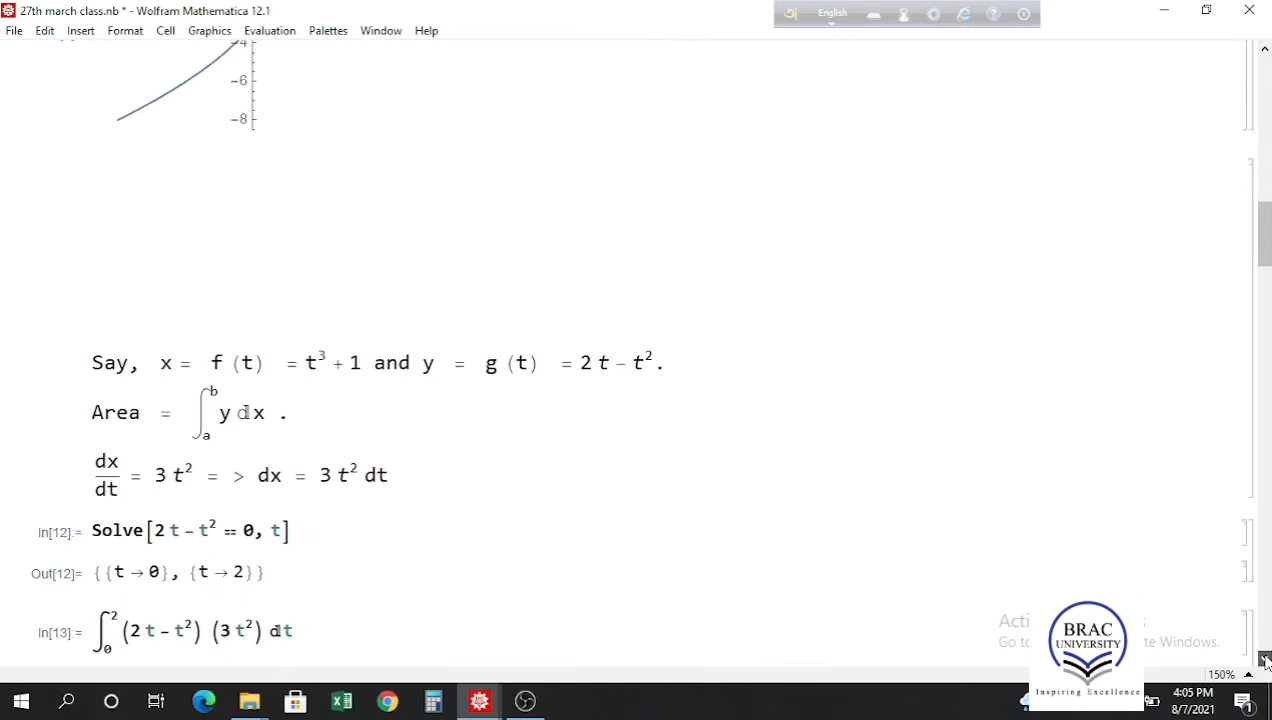 27th march class.nb * - Wolfram Mathematica 12.1
English
File Edit Insert Format Cell Graphics Evaluation Palettes Window Help
-4
-6
-8
Say, x = f (t) = t³ + 1 and y = g (t) = 2 t - t².
Area = ∫ₐᵇ y ⅆx .
dx/dt = 3 t² = > dx = 3 t² dt
In[12]:= Solve[2 t - t² == 0, t]
Out[12]= {{t → 0}, {t → 2}}
In[13]:= ∫₀² (2 t - t²) (3 t²) ⅆt
BRAC
UNIVERSITY
Inspiring Excellence
te Windows.
150%
4:05 PM
8/7/2021